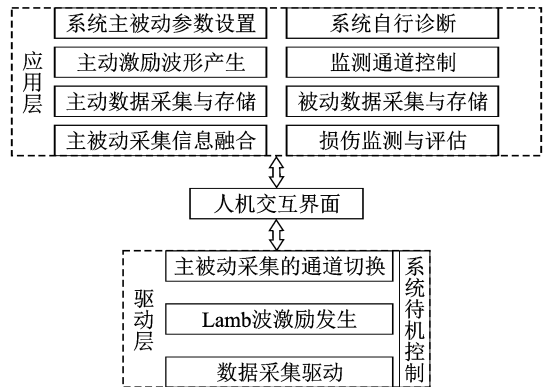 应用层
系统主被动参数设置
系统自行诊断
主动激励波形产生
监测通道控制
主动数据采集与存储
被动数据采集与存储
主被动采集信息融合
损伤监测与评估
人机交互界面
驱动层
主被动采集的通道切换
Lamb波激励发生
数据采集驱动
系统待机控制